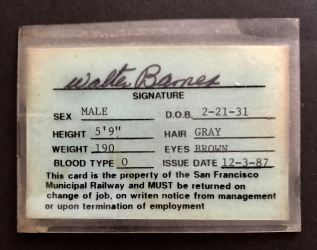 Walter Barnes
SIGNATURE
SEX MALE D.O.B. 2-21-31
HEIGHT 5'9" HAIR GRAY
WEIGHT 190 EYES BROWN
BLOOD TYPE O ISSUE DATE 12-3-87
This card is the property of the San Francisco
Municipal Railway and MUST be returned on
change of job, on writen notice from management
or upon termination of employment